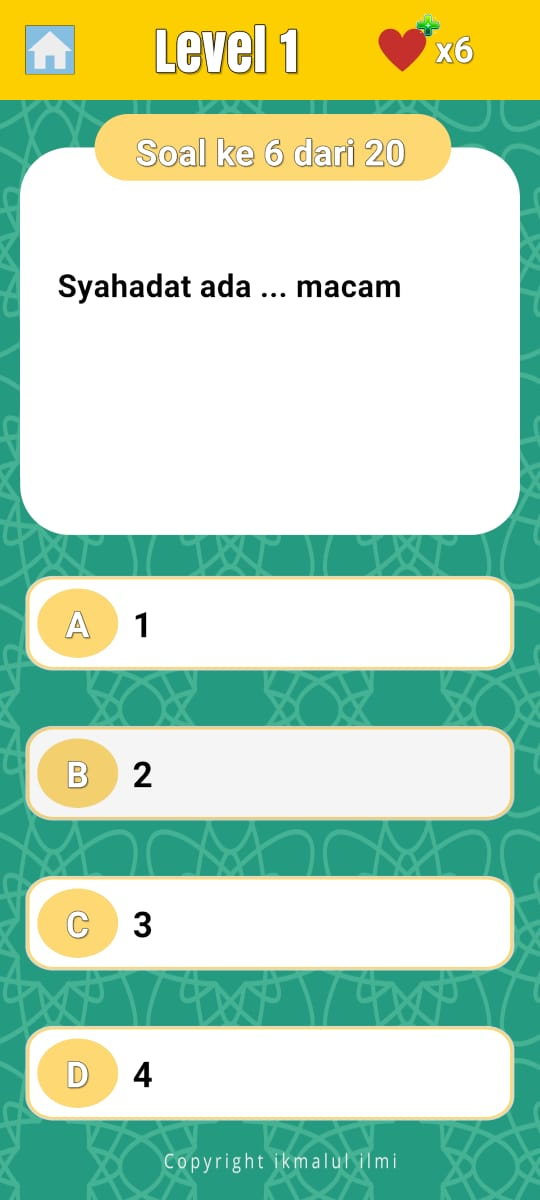 Level 1
x6
Soal ke 6 dari 20
Syahadat ada ... macam
A 1
B 2
C 3
D 4
Copyright ikmalul ilmi